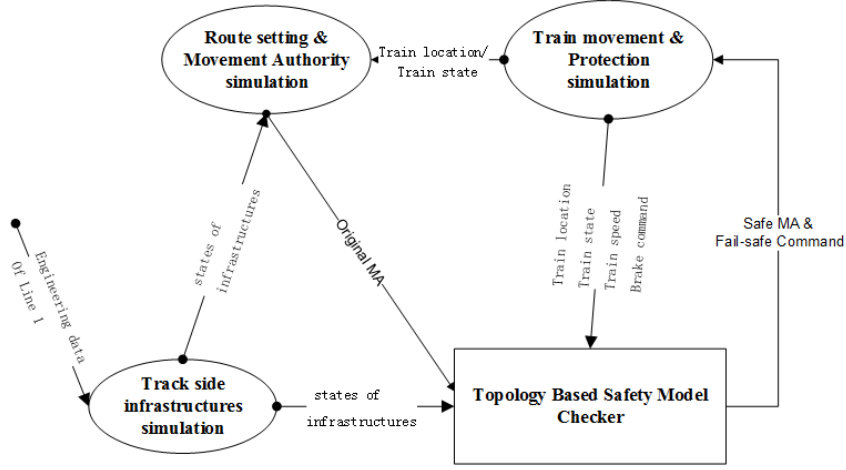 Route setting &
Movement Authority
simulation
Train location/
Train state
Train movement &
Protection
simulation
states of
infrastructures
Original MA
Train location
Train state
Train speed
Brake command
Safe MA &
Fail-safe Command
Engineering data
Of Line 1
Track side
infrastructures
simulation
states of
infrastructures
Topology Based Safety Model
Checker